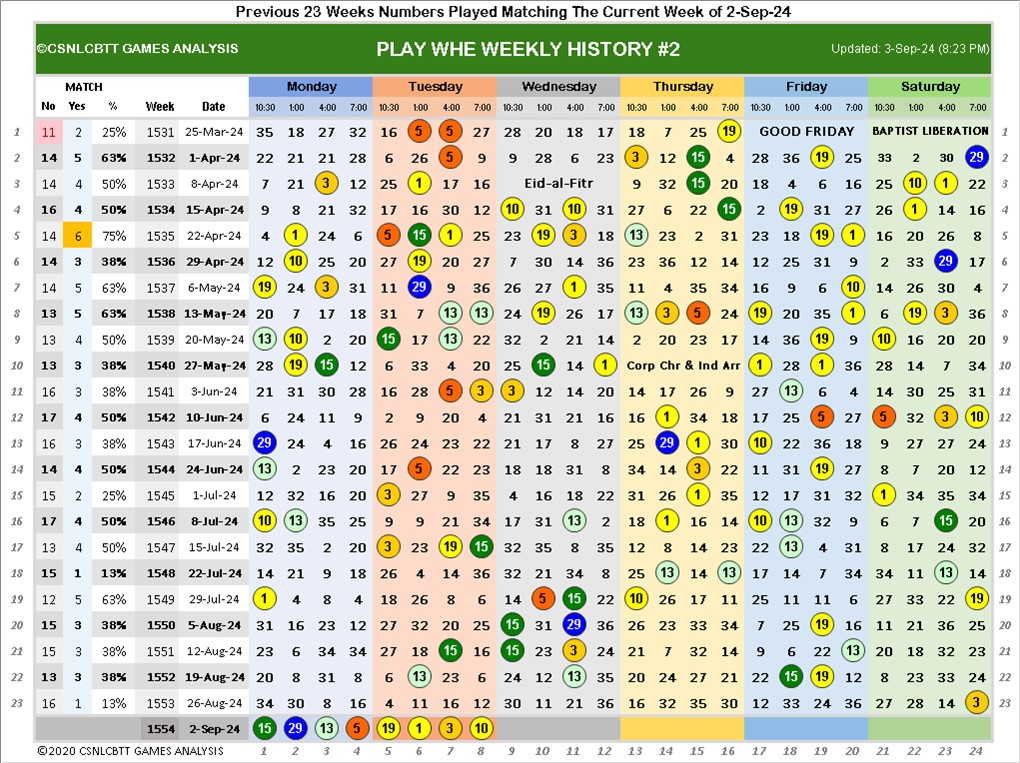 Previous 23 Weeks Numbers Played Matching The Current Week of 2-Sep-24
©CSNLCBTT GAMES ANALYSIS PLAY WHE WEEKLY HISTORY #2 Updated: 3-Sep-24 (8:23 PM)
MATCH Monday Tuesday Wednesday Thursday Friday Saturday
No Yes % Week Date 10:30 1:00 4:00 7:00 10:30 1:00 4:00 8:00 10:30 1:00 4:00 7:00 10:30 1:00 4:00 16:00 10:30 1:00 4:00 7:00 10:30 1:00 4:00 7:00
1 11 2 25% 1531 25-Mar-24 35 18 27 32 16 5 5 27 28 20 18 17 18 7 25 19 GOOD FRIDAY BAPTIST LIBERATION 1
2 14 5 63% 1532 1-Apr-24 22 21 21 28 6 26 5 9 9 28 6 23 3 12 15 4 28 36 19 25 33 2 30 29 2
3 14 4 50% 1533 8-Apr-24 7 21 3 12 25 1 17 16 Eid-al-Fitr 9 32 15 20 18 4 6 16 25 10 1 22 3
4 16 4 50% 1534 15-Apr-24 9 8 21 32 17 16 30 12 10 31 10 31 27 6 22 15 2 19 31 27 26 1 14 16 4
5 14 6 75% 1535 22-Apr-24 4 1 24 6 5 15 1 25 23 19 3 18 13 23 2 31 23 18 19 1 16 20 26 8 5
6 14 3 38% 1536 29-Apr-24 12 10 25 20 27 19 20 27 7 30 14 36 23 36 12 14 12 25 31 9 2 33 29 17 6
7 14 5 63% 1537 6-May-24 19 24 3 31 11 29 9 36 26 27 1 35 11 4 35 34 16 9 6 10 14 26 30 4 7
8 13 5 63% 1538 13-May-24 20 7 17 18 31 7 13 13 24 19 26 17 13 3 5 24 19 20 35 1 6 19 3 36 8
9 13 4 50% 1539 20-May-24 13 10 2 20 15 17 13 22 24 20 14 33 2 20 23 17 14 36 19 9 10 16 20 20 9
10 13 3 38% 1540 27-May-24 28 19 15 12 6 33 4 20 25 15 14 1 Corp Chr & Ind Arr 1 28 1 36 28 14 7 34 10
11 16 3 38% 1541 3-Jun-24 21 31 30 28 16 28 5 3 3 12 14 20 14 17 26 9 27 13 6 4 14 30 25 31 11
12 17 4 50% 1542 10-Jun-24 6 24 11 9 2 9 20 4 21 31 21 16 16 1 34 18 17 25 5 27 5 32 3 10 12
13 16 3 38% 1543 17-Jun-24 29 24 4 16 26 24 23 22 21 17 8 27 25 29 1 30 10 22 36 18 9 27 27 24 13
14 14 4 50% 1544 24-Jun-24 13 2 23 20 17 5 22 23 18 18 31 8 34 14 3 22 11 31 19 27 8 7 20 12 14
15 15 2 25% 1545 1-Jul-24 12 32 16 20 3 27 9 35 4 16 18 22 31 26 1 35 12 17 31 32 1 34 35 34 15
16 17 4 50% 1546 8-Jul-24 10 13 35 25 9 9 21 34 17 31 13 2 18 1 16 14 10 13 32 9 6 7 15 20 16
17 13 4 50% 1547 15-Jul-24 32 35 2 20 3 23 19 15 32 35 8 35 12 8 14 23 22 13 4 31 8 17 24 32 17
18 15 1 13% 1548 22-Jul-24 14 21 9 18 26 4 14 36 32 21 34 8 25 13 16 13 17 14 7 34 34 11 13 14 18
19 12 5 63% 1549 29-Jul-24 1 4 8 4 18 26 8 6 14 5 15 22 10 26 17 11 25 11 11 6 27 33 22 19 19
20 15 3 38% 1550 5-Aug-24 31 16 23 12 27 32 20 25 15 31 29 36 26 23 33 34 7 25 19 16 11 21 36 25 20
21 15 3 38% 1551 12-Aug-24 23 6 34 34 27 18 15 16 15 23 3 24 21 7 32 14 9 6 22 13 20 18 32 23 21
22 13 3 38% 1552 19-Aug-24 20 8 31 8 6 13 6 23 24 12 13 35 20 24 27 21 22 15 19 12 8 23 33 24 22
23 16 1 13% 1553 26-Aug-24 34 30 8 16 4 11 16 12 30 11 21 36 16 32 35 30 12 33 24 36 27 28 14 3 23
1554 2-Sep-24 15 29 13 5 19 1 3 10
©2020 CSNLCBTT GAMES ANALYSIS 1 2 3 4 5 6 7 8 9 10 11 12 13 14 15 16 17 18 19 20 21 22 23 24